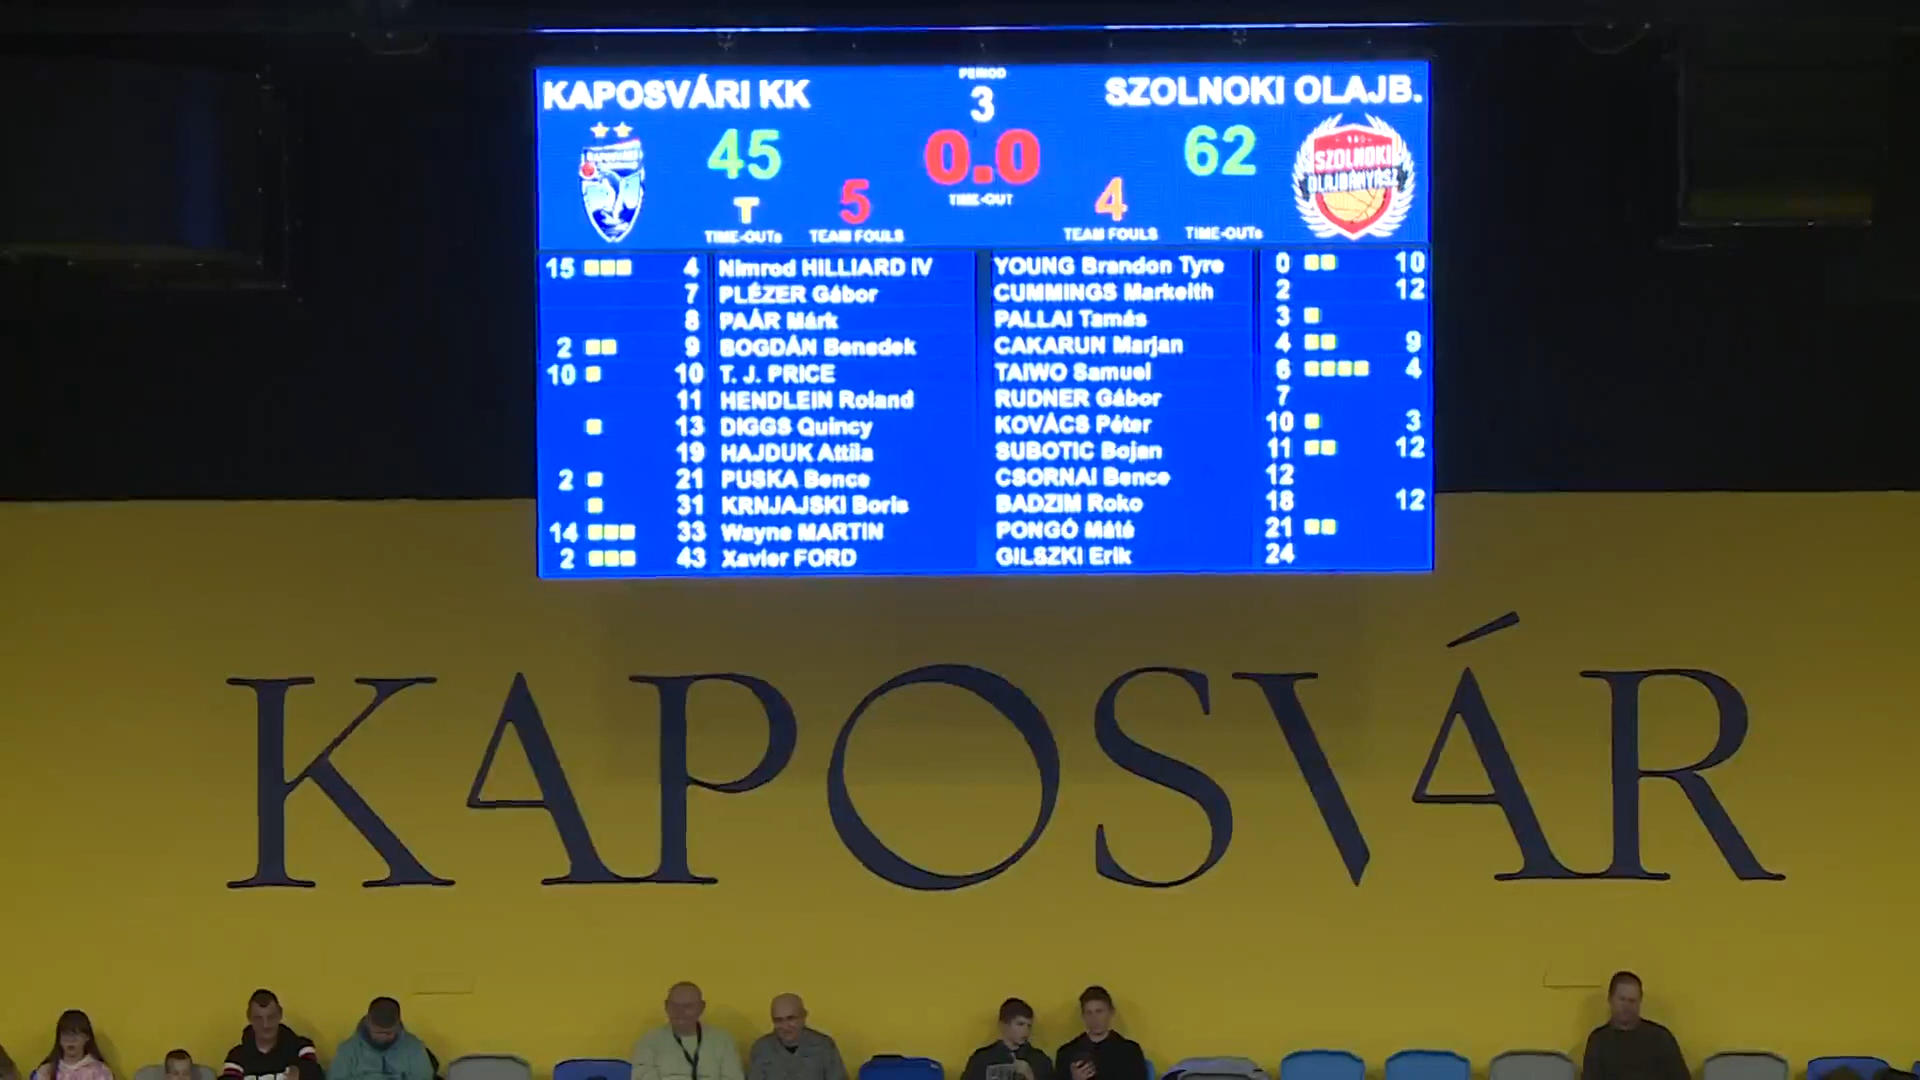 PERIOD
KAPOSVÁRI KK 3 SZOLNOKI OLAJB.
45 0.0 62
SZOLNOKI
OLAJBÁNYÁSZ
T 5 TIME-OUT 4
TIME-OUTs TEAM FOULS TEAM FOULS TIME-OUTs
15 4 Nimrod HILLIARD IV YOUNG Brandon Tyre 0 10
7 PLÉZER Gábor CUMMINGS Markeith 2 12
8 PAÁR Márk PALLAI Tamás 3
2 9 BOGDÁN Benedek CAKARUN Marjan 4 9
10 10 T. J. PRICE TAIWO Samuel 6 4
11 HENDLEIN Roland RUDNER Gábor 7
13 DIGGS Quincy KOVÁCS Péter 10 3
19 HAJDUK Attila SUBOTIC Bojan 11 12
2 21 PUSKA Bence CSORNAI Bence 12
31 KRNJAJSKI Boris BADZIM Roko 18 12
14 33 Wayne MARTIN PONGÓ Máté 21
2 43 Xavier FORD GILSZKI Erik 24
KAPOSVÁR